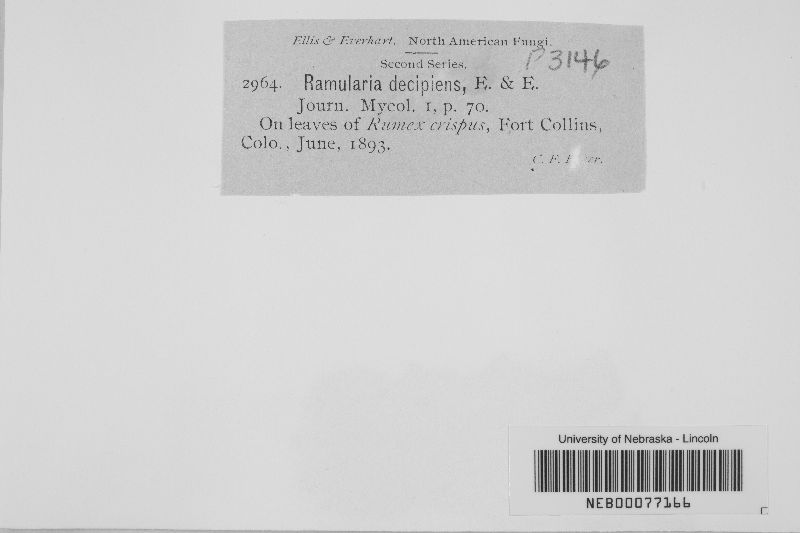 Ellis & Everhart. North American Fungi.
P 3146
Second Series.
2964. Ramularia decipiens, E. & E.
Journ. Mycol. 1, p. 70.
On leaves of Rumex crispus, Fort Collins,
Colo., June, 1893.
C. F.
University of Nebraska - Lincoln
NEB00077166